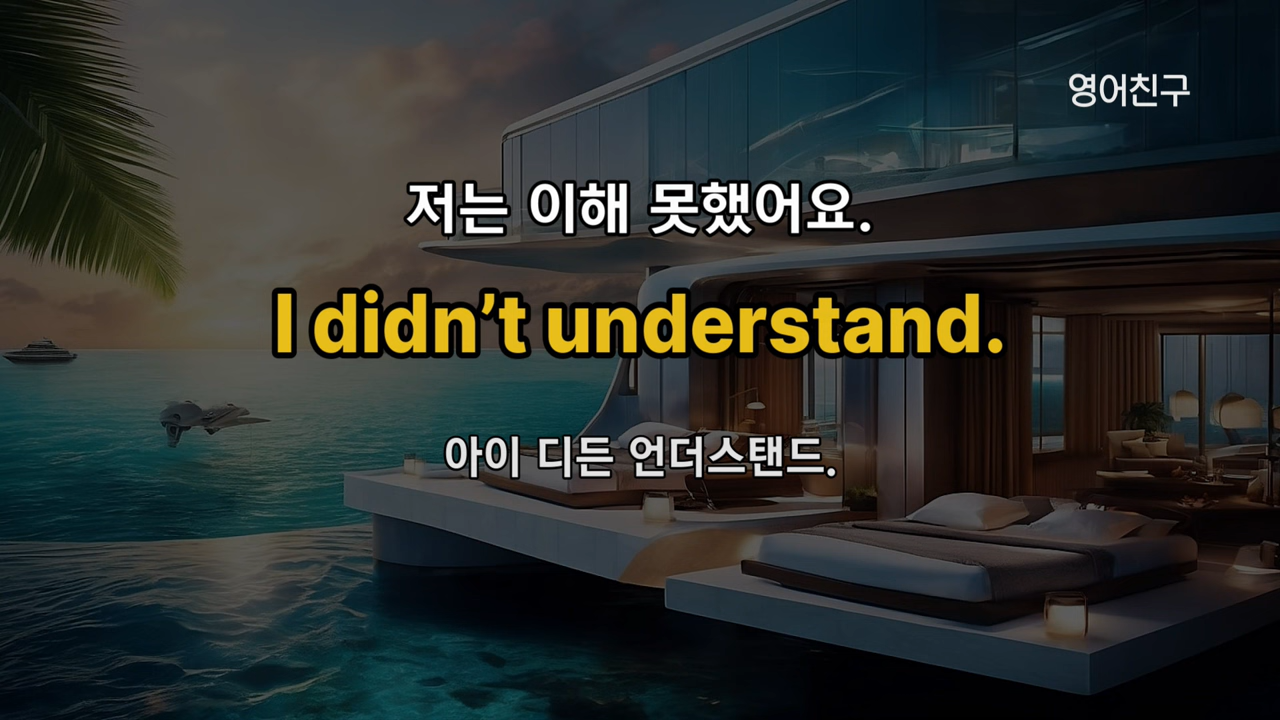 영어친구
저는 이해 못했어요.
I didn’t understand.
아이 디든 언더스탠드.